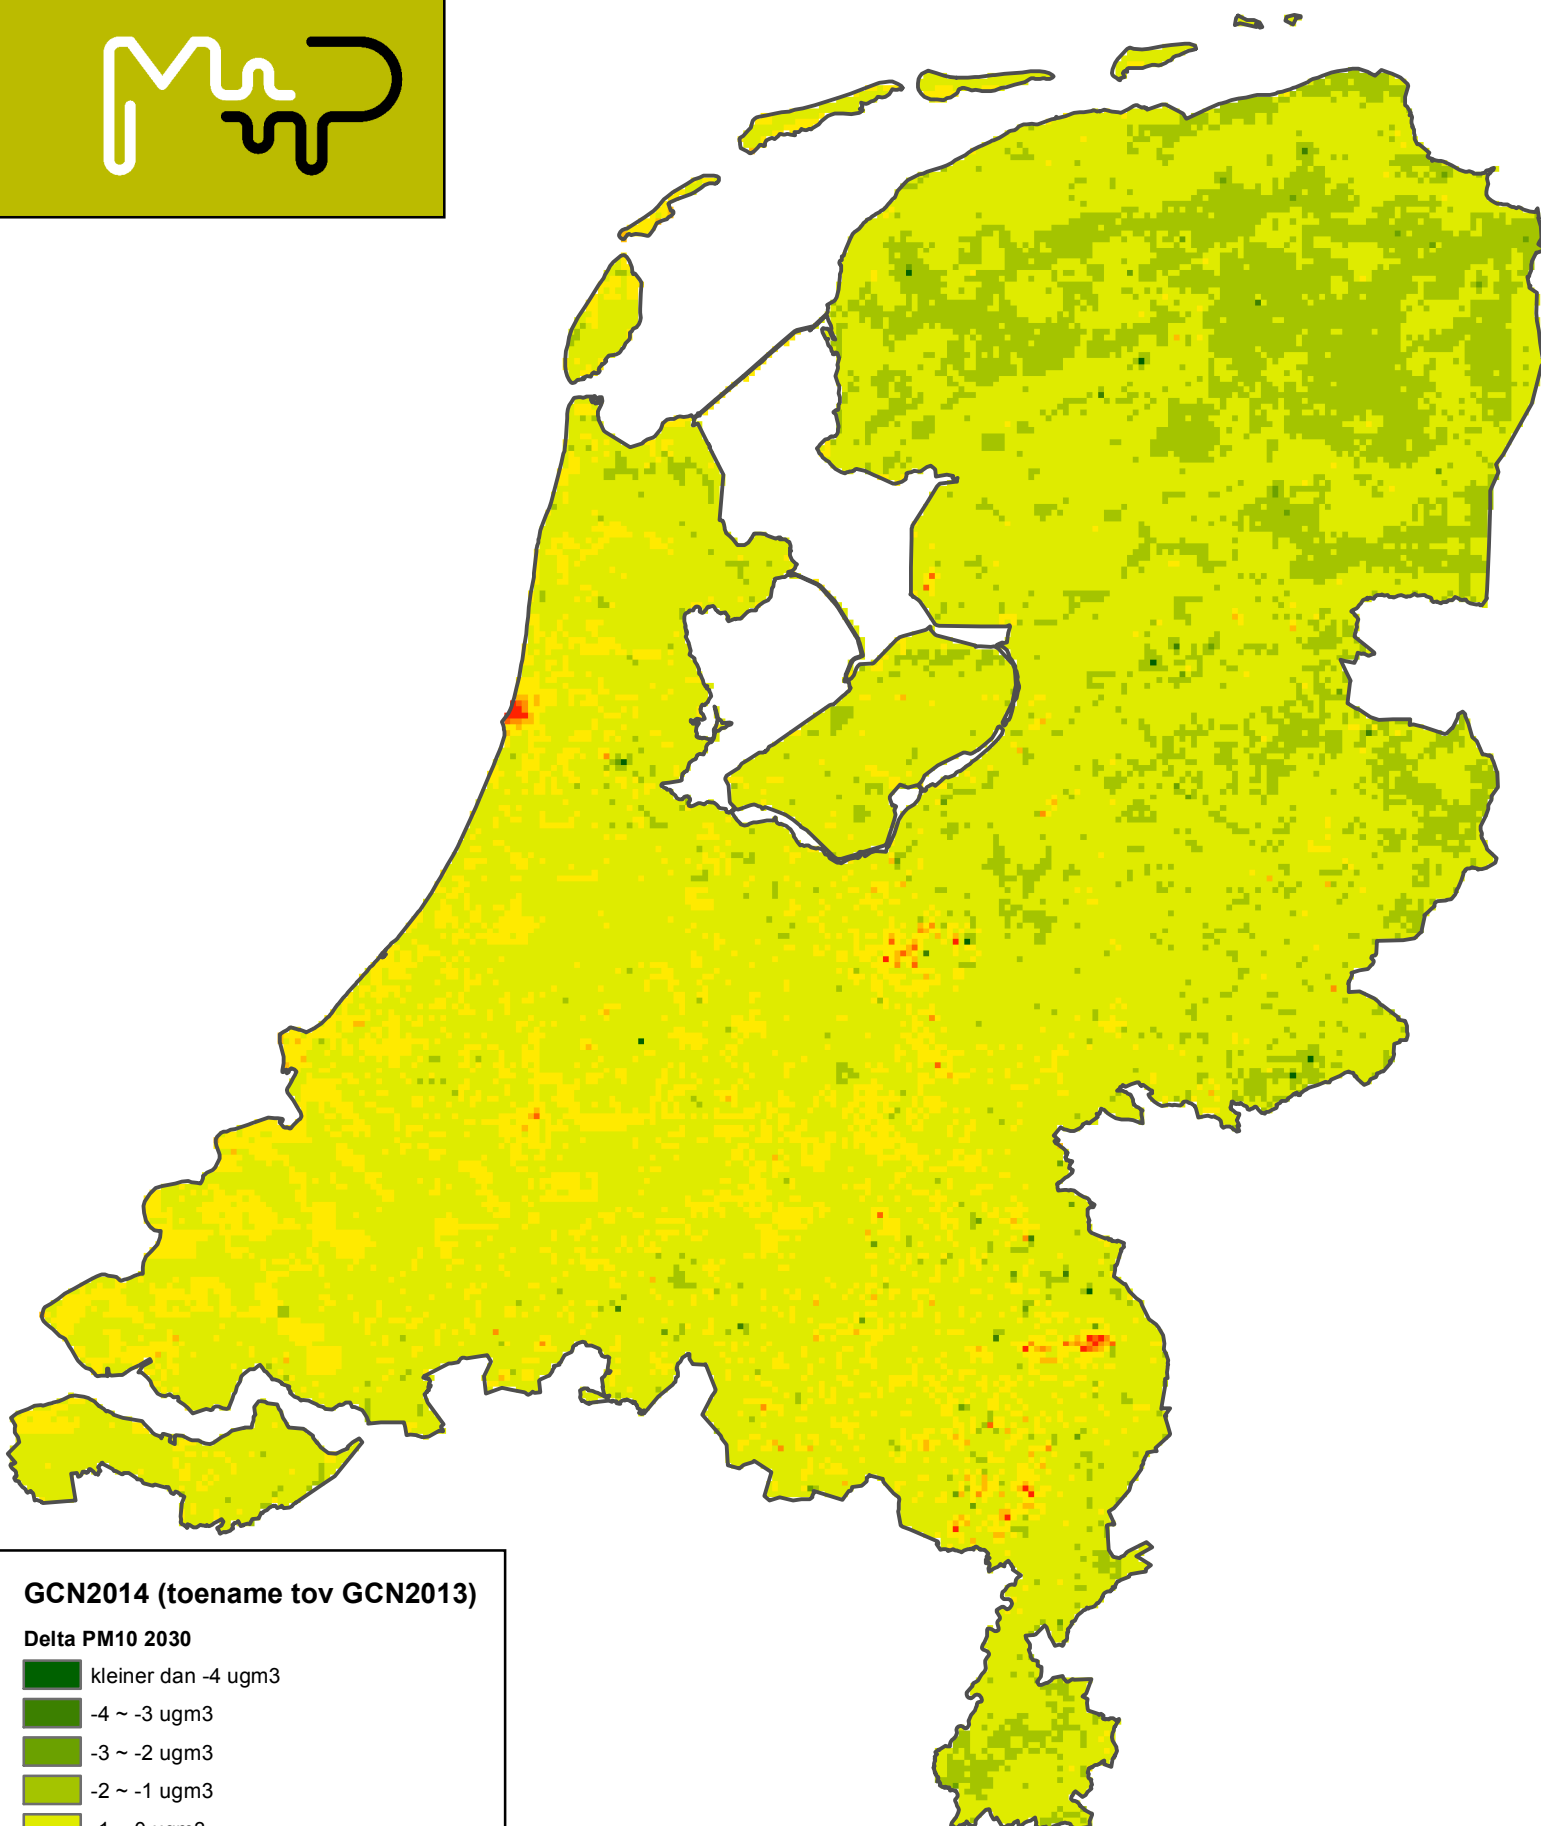 GCN2014 (toename tov GCN2013)
Delta PM10 2030
kleiner dan -4 ugm3
-4 ~ -3 ugm3
-3 ~ -2 ugm3
-2 ~ -1 ugm3